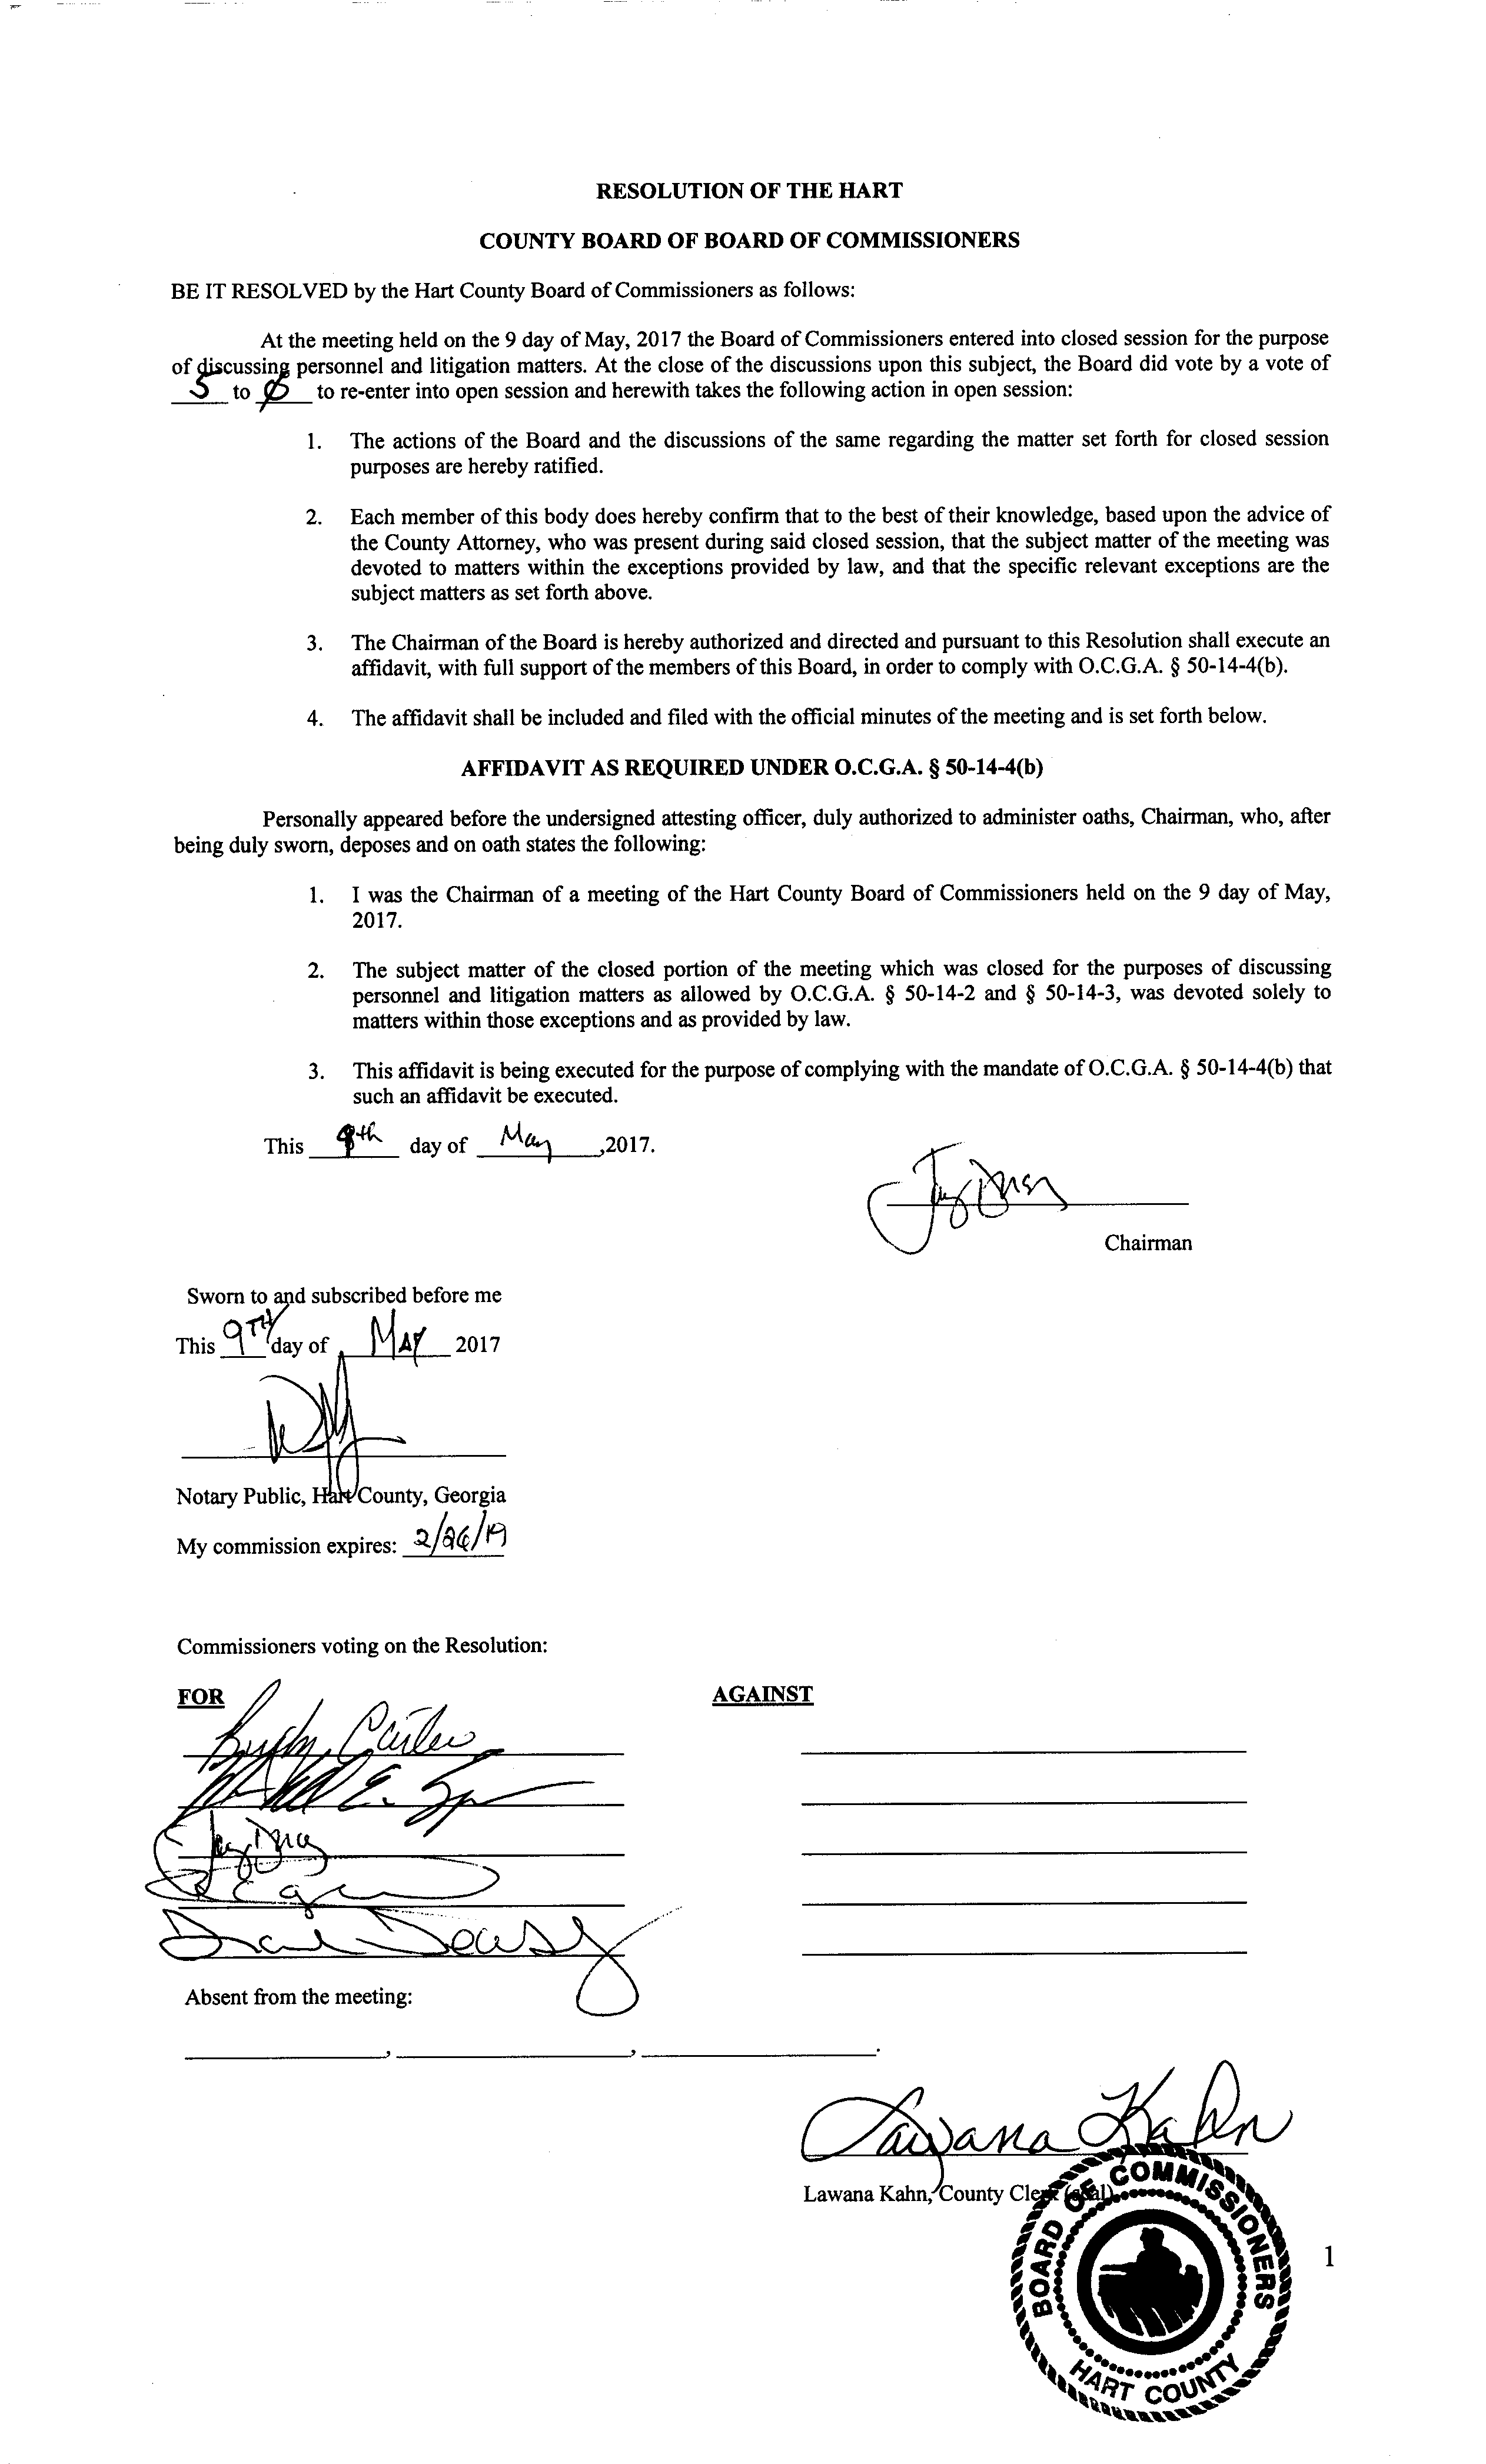 RESOLUTION OF THE HART
COUNTY BOARD OF BOARD OF COMMISSIONERS
BE IT RESOLVED by the Hart County Board of Commissioners as follows:
At the meeting held on the 9 day of May, 2017 the Board of Commissioners entered into closed session for the purpose
of discussing personnel and litigation matters. At the close of the discussions upon this subject, the Board did vote by a vote of
5 to 0 to re-enter into open session and herewith takes the following action in open session:
1. The actions of the Board and the discussions of the same regarding the matter set forth for closed session
purposes are hereby ratified.
2. Each member of this body does hereby confirm that to the best of their knowledge, based upon the advice of
the County Attorney, who was present during said closed session, that the subject matter of the meeting was
devoted to matters within the exceptions provided by law, and that the specific relevant exceptions are the
subject matters as set forth above.
3. The Chairman of the Board is hereby authorized and directed and pursuant to this Resolution shall execute an
affidavit, with full support of the members of this Board, in order to comply with O.C.G.A. § 50-14-4(b).
4. The affidavit shall be included and filed with the official minutes of the meeting and is set forth below.
AFFIDAVIT AS REQUIRED UNDER O.C.G.A. § 50-14-4(b)
Personally appeared before the undersigned attesting officer, duly authorized to administer oaths, Chairman, who, after
being duly sworn, deposes and on oath states the following:
1. I was the Chairman of a meeting of the Hart County Board of Commissioners held on the 9 day of May,
2017.
2. The subject matter of the closed portion of the meeting which was closed for the purposes of discussing
personnel and litigation matters as allowed by O.C.G.A. § 50-14-2 and § 50-14-3, was devoted solely to
matters within those exceptions and as provided by law.
3. This affidavit is being executed for the purpose of complying with the mandate of O.C.G.A. § 50-14-4(b) that
such an affidavit be executed.
This 9th day of May ,2017.
Chairman
Sworn to and subscribed before me
This 9TH day of MAY 2017
Notary Public, Hart County, Georgia
My commission expires: 2/26/19
Commissioners voting on the Resolution:
FOR AGAINST
Carter
E.
Absent from the meeting:
, , .
Lawana Kahn
Lawana Kahn, County Clerk (seal)
BOARD OF COMMISSIONERS
HART COUNTY
1